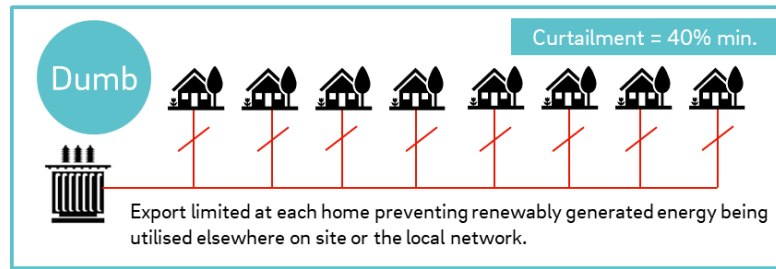 Curtailment = 40% min.
Dumb
Export limited at each home preventing renewably generated energy being
utilised elsewhere on site or the local network.